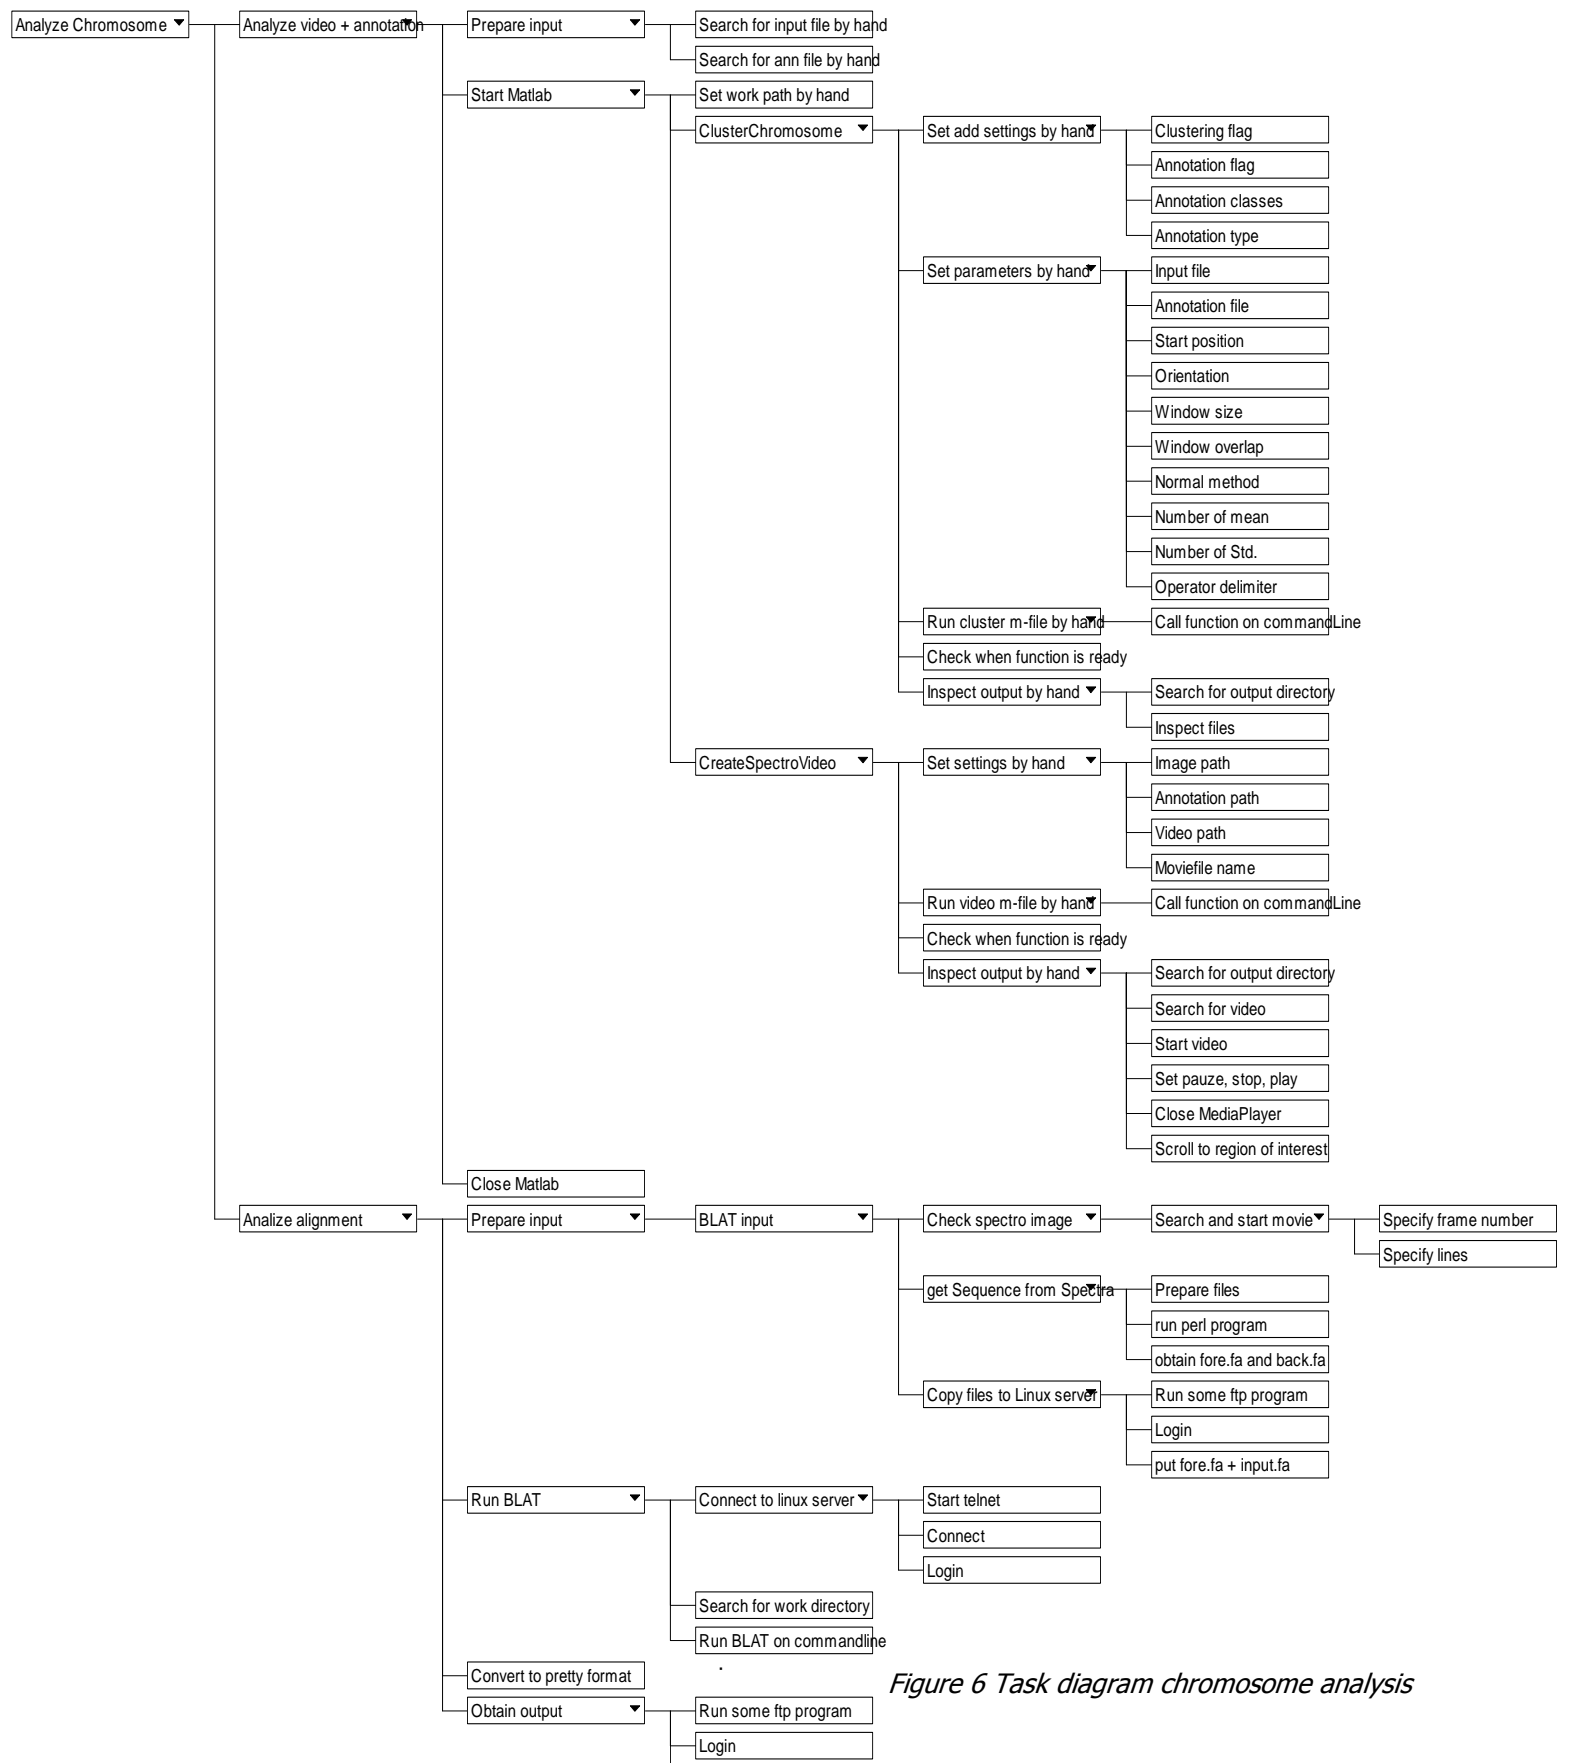 Analyze Chromosome
Analyze video + annotation
Prepare input
Search for input file by hand
Search for ann file by hand
Start Matlab
Set work path by hand
ClusterChromosome
Set add settings by hand
Clustering flag
Annotation flag
Annotation classes
Annotation type
Set parameters by hand
Input file
Annotation file
Start position
Orientation
Window size
Window overlap
Normal method
Number of mean
Number of Std.
Operator delimiter
Run cluster m-file by hand
Call function on commandLine
Check when function is ready
Inspect output by hand
Search for output directory
Inspect files
CreateSpectroVideo
Set settings by hand
Image path
Annotation path
Video path
Moviefile name
Run video m-file by hand
Call function on commandLine
Check when function is ready
Inspect output by hand
Search for output directory
Search for video
Start video
Set pauze, stop, play
Close MediaPlayer
Scroll to region of interest
Close Matlab
Analize alignment
Prepare input
BLAT input
Check spectro image
Search and start movie
Specify frame number
Specify lines
get Sequence from Spectra
Prepare files
run perl program
obtain fore.fa and back.fa
Copy files to Linux server
Run some ftp program
Login
put fore.fa + input.fa
Run BLAT
Connect to linux server
Start telnet
Connect
Login
Search for work directory
Run BLAT on commandline
.
Convert to pretty format
Figure 6 Task diagram chromosome analysis
Obtain output
Run some ftp program
Login